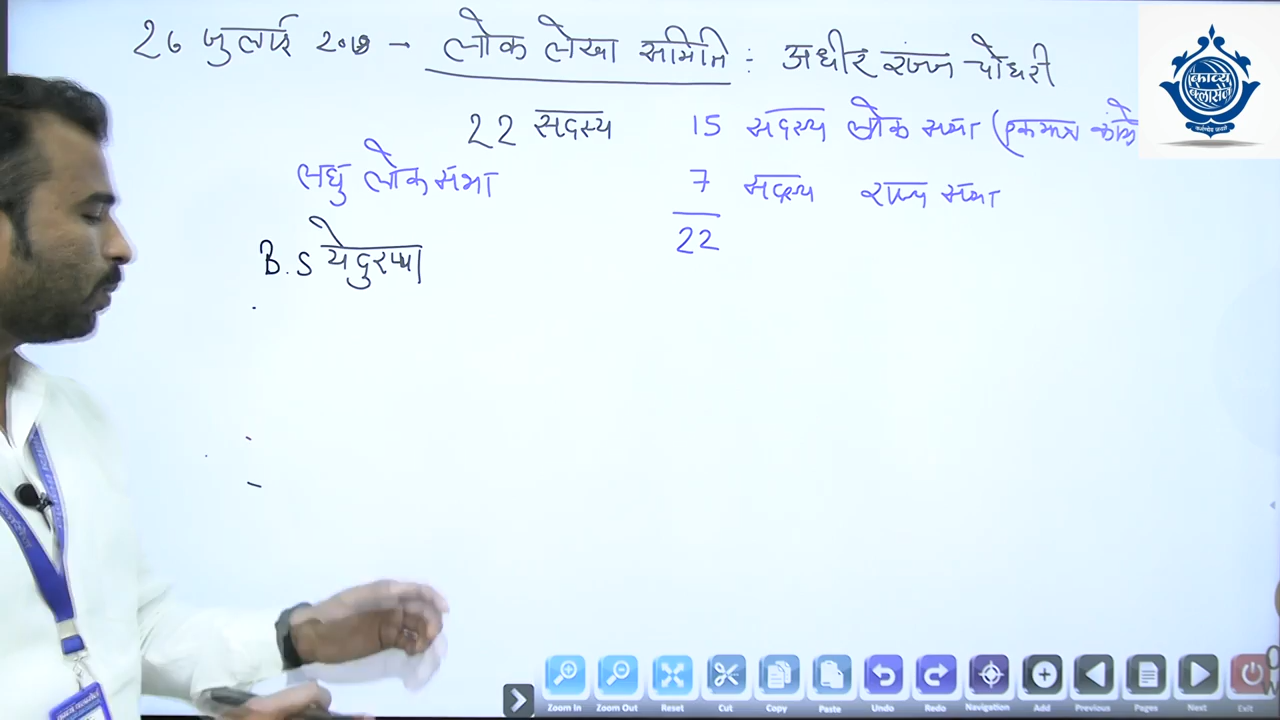 26 जुलाई 2019 → लोक लेखा समिति : अधीर रंजन चौधरी
22 सदस्य 15 सदस्य लोक सभा (एकमात्र
लघु लोकसभा 7 सदस्य राज्य सभा
22
B.S येदुरप्पा
काव्य
क्लासेस
Zoom In Zoom Out Reset Cut Copy Paste Undo Redo Navigation Add Previous Pages Next Exit